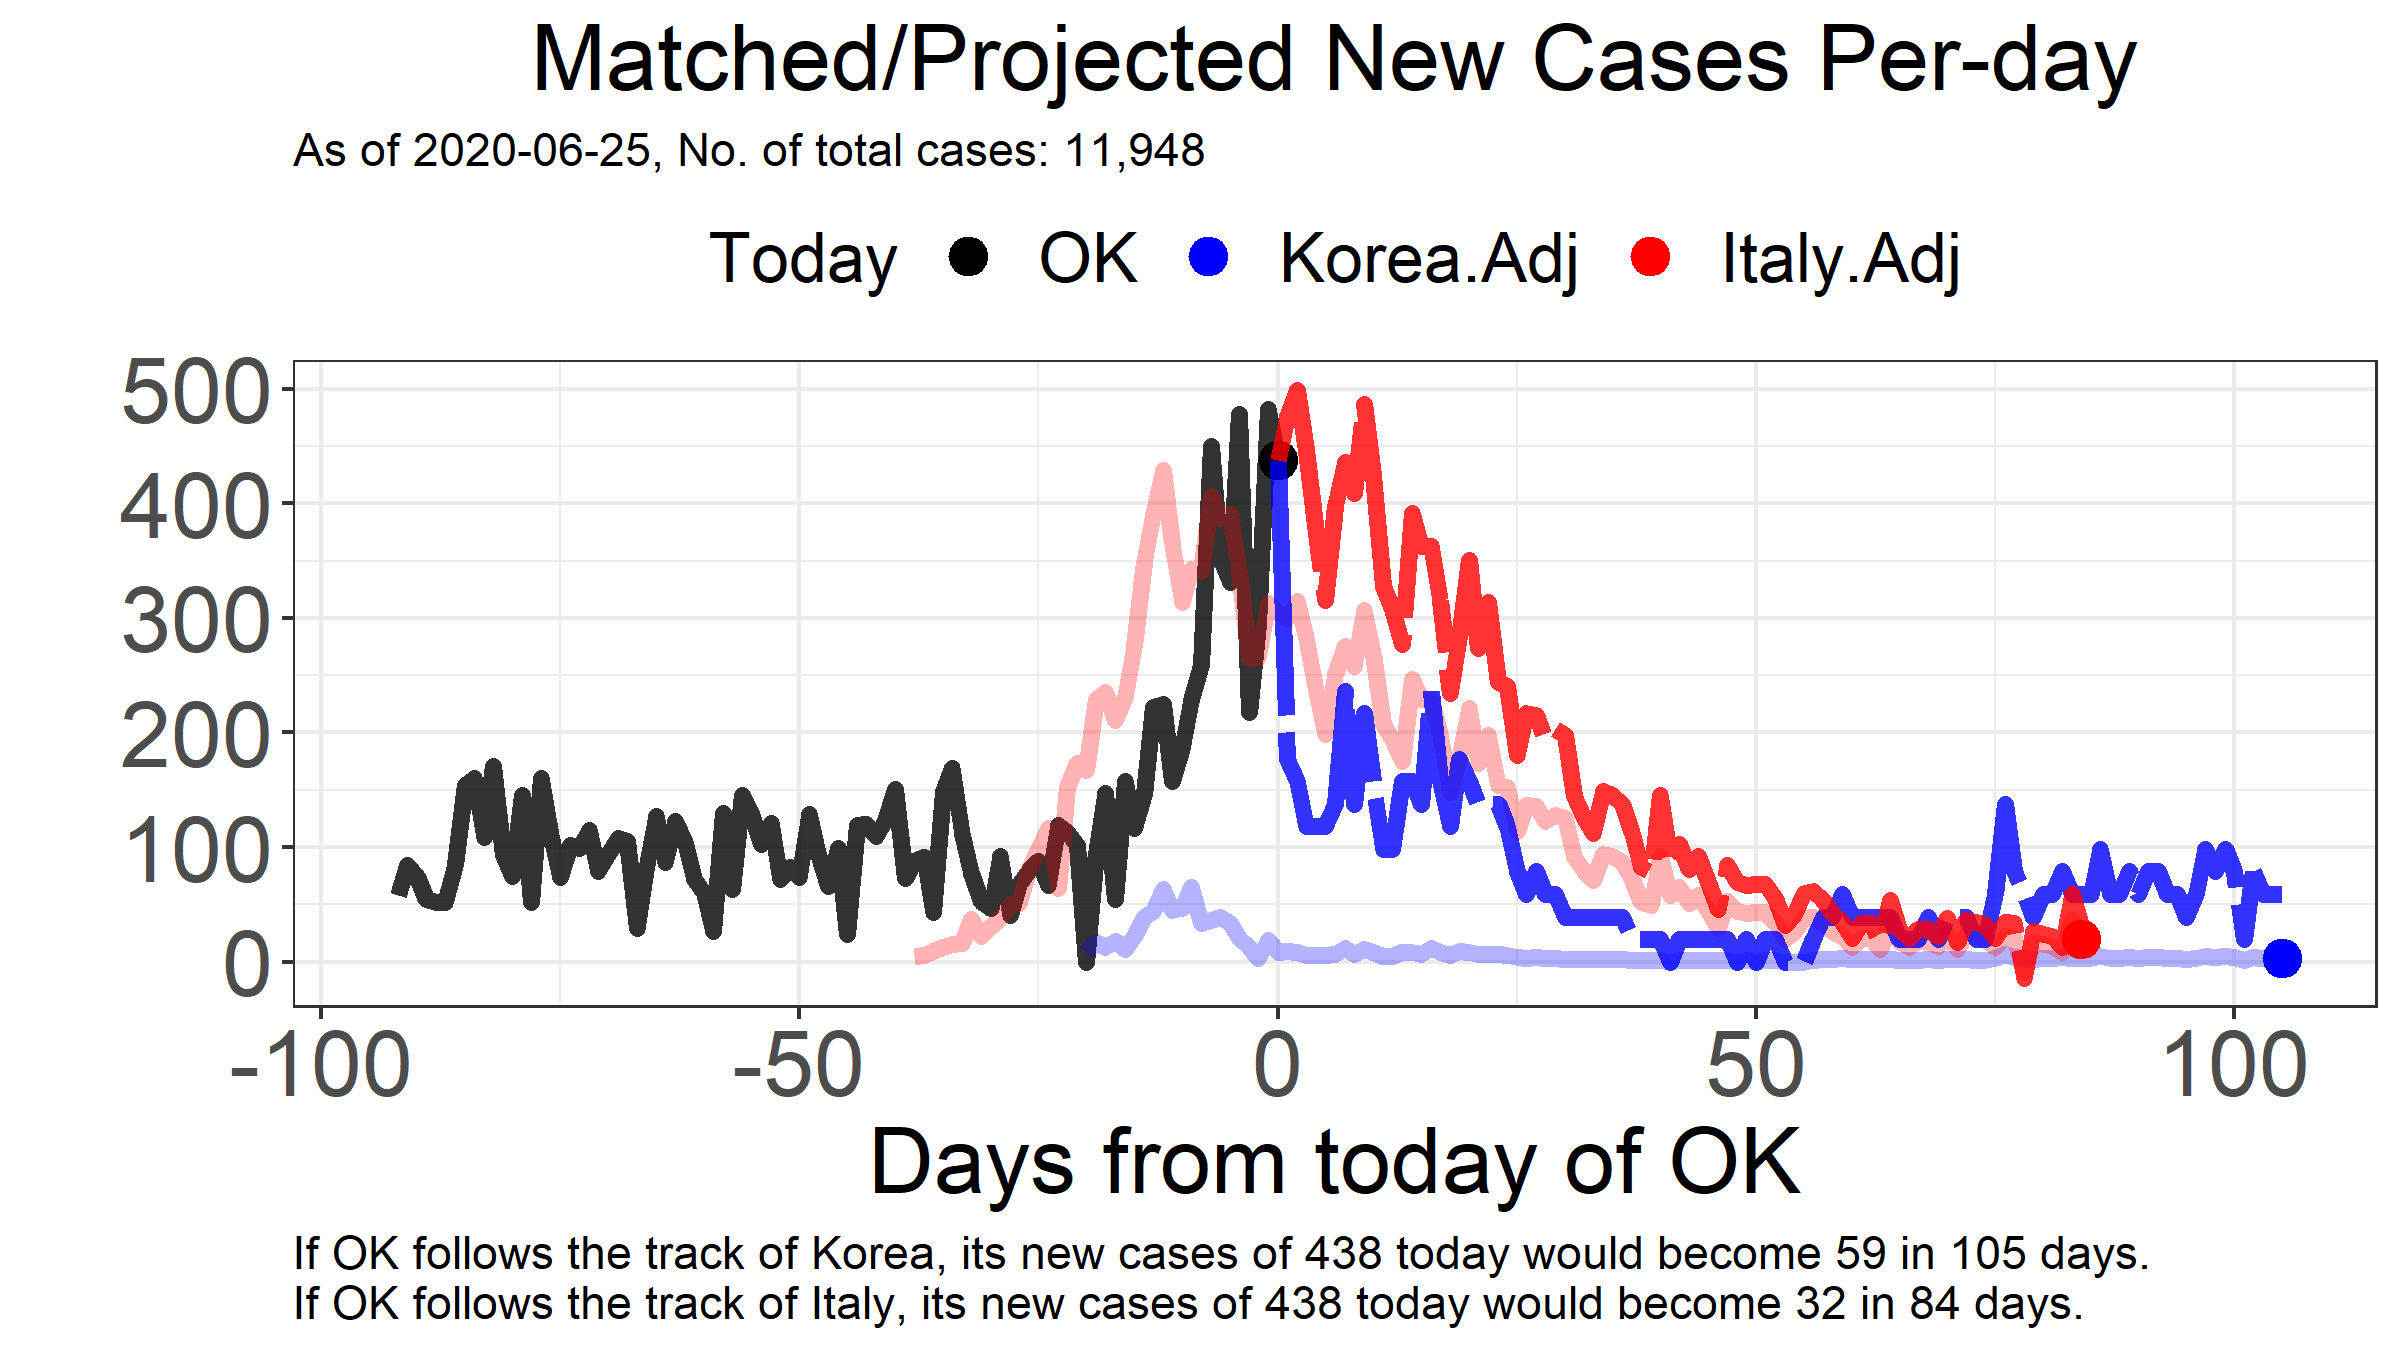 Matched/Projected New Cases Per-day
As of 2020-06-25, No. of total cases: 11,948
Today OK Korea.Adj Italy.Adj
500
400
300
200
100
0
-100 -50 0 50 100
Days from today of OK
If OK follows the track of Korea, its new cases of 438 today would become 59 in 105 days.
If OK follows the track of Italy, its new cases of 438 today would become 32 in 84 days.